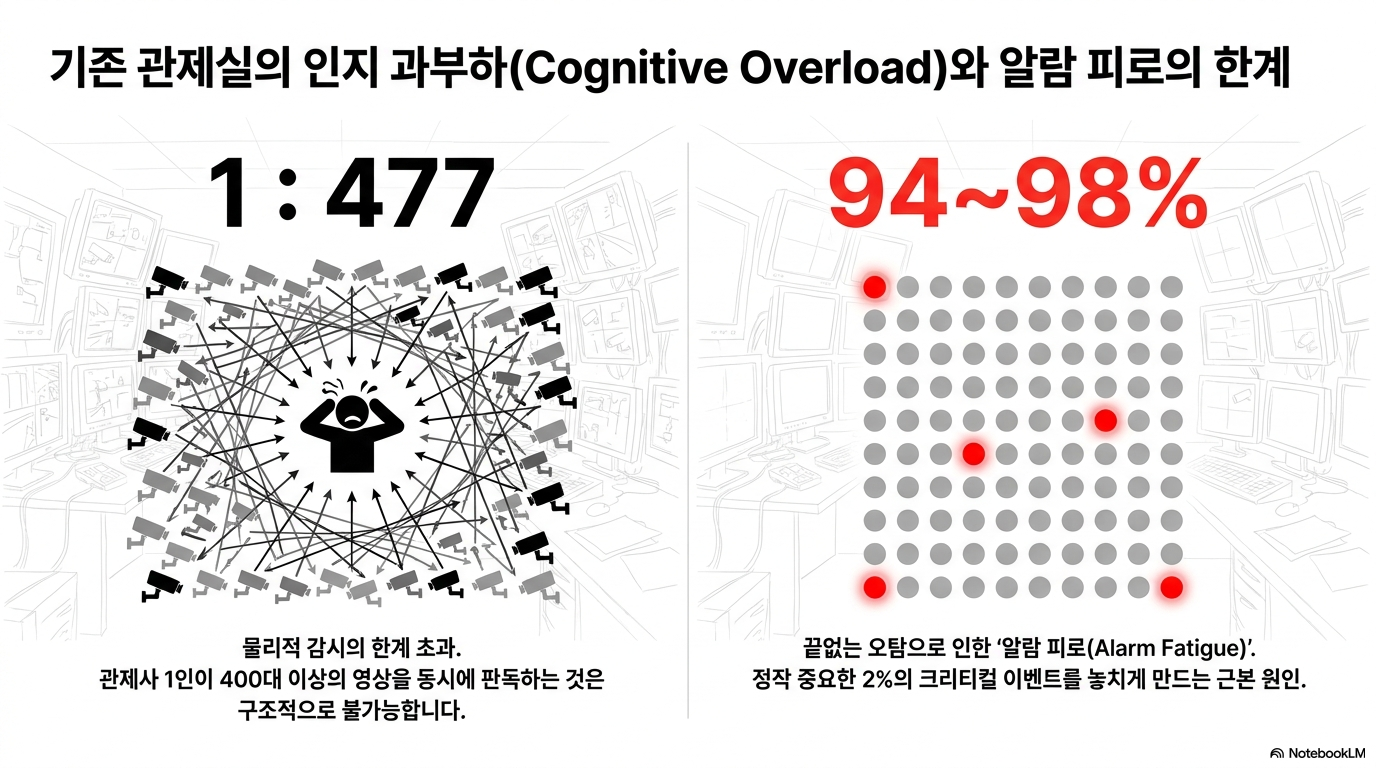 기존 관제실의 인지 과부하(Cognitive Overload)와 알람 피로의 한계
1 : 477
물리적 감시의 한계 초과.
관제사 1인이 400대 이상의 영상을 동시에 판독하는 것은
구조적으로 불가능합니다.
94~98%
끝없는 오탐으로 인한 ‘알람 피로(Alarm Fatigue)’.
정작 중요한 2%의 크리티컬 이벤트를 놓치게 만드는 근본 원인.
NotebookLM